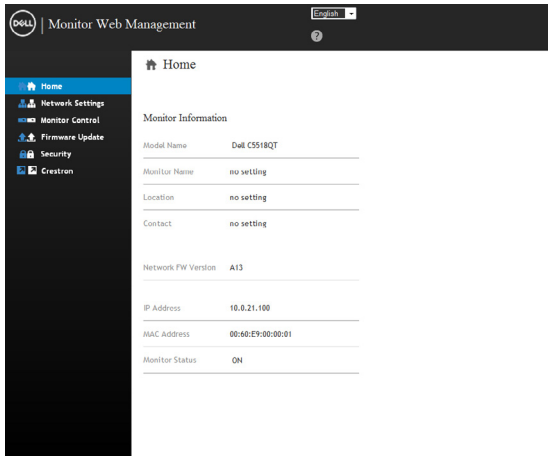 DELL | Monitor Web Management
English
?
Home
Home
Network Settings
Monitor Control
Firmware Update
Security
Crestron
Monitor Information
Model Name Dell C5518QT
Monitor Name no setting
Location no setting
Contact no setting
Network FW Version A13
IP Address 10.0.21.100
MAC Address 00:60:E9:00:00:01
Monitor Status ON